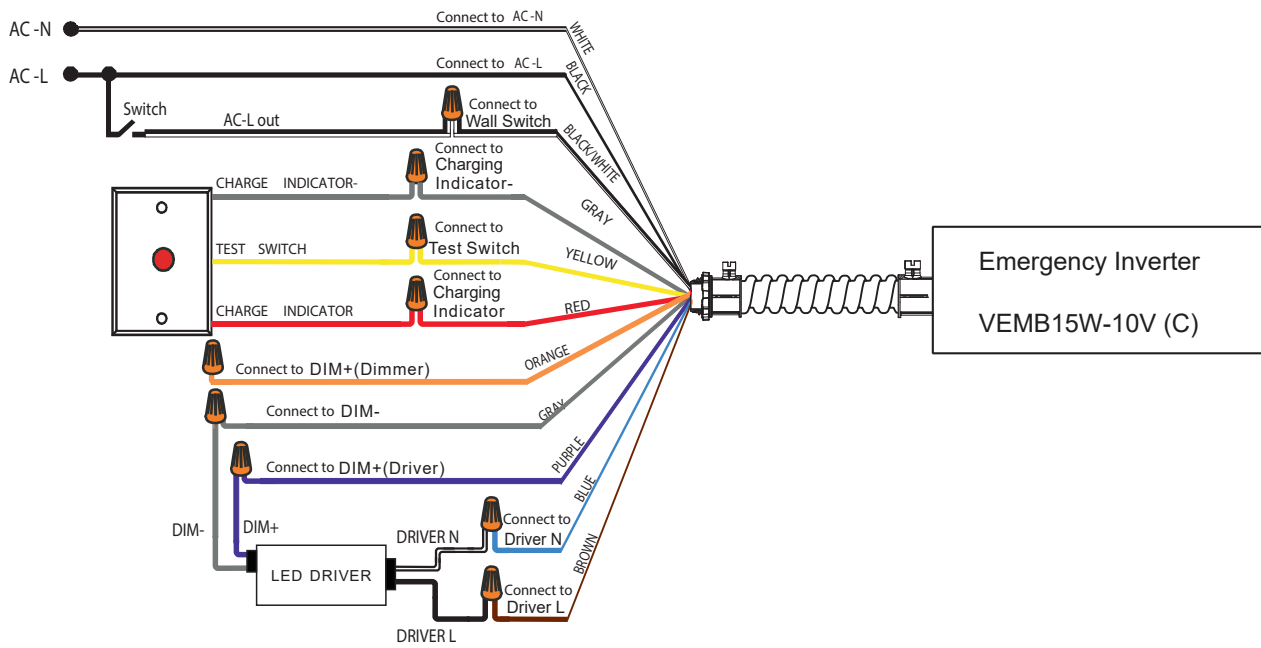 AC-N
Connect to AC-N
WHITE
AC-L
Connect to AC-L
BLACK
Switch
AC-L out
Connect to
Wall Switch
BLACK/WHITE
CHARGE INDICATOR-
Connect to
Charging
Indicator-
GRAY
TEST SWITCH
Connect to
Test Switch
YELLOW
CHARGE INDICATOR
Connect to
Charging
Indicator
RED
Emergency Inverter
VEMB15W-10V (C)
Connect to DIM+(Dimmer)
ORANGE
Connect to DIM-
GRAY
Connect to DIM+(Driver)
PURPLE
DIM-
DIM+
LED DRIVER
DRIVER N
Connect to
Driver N
BLUE
DRIVER L
Connect to
Driver L
BROWN